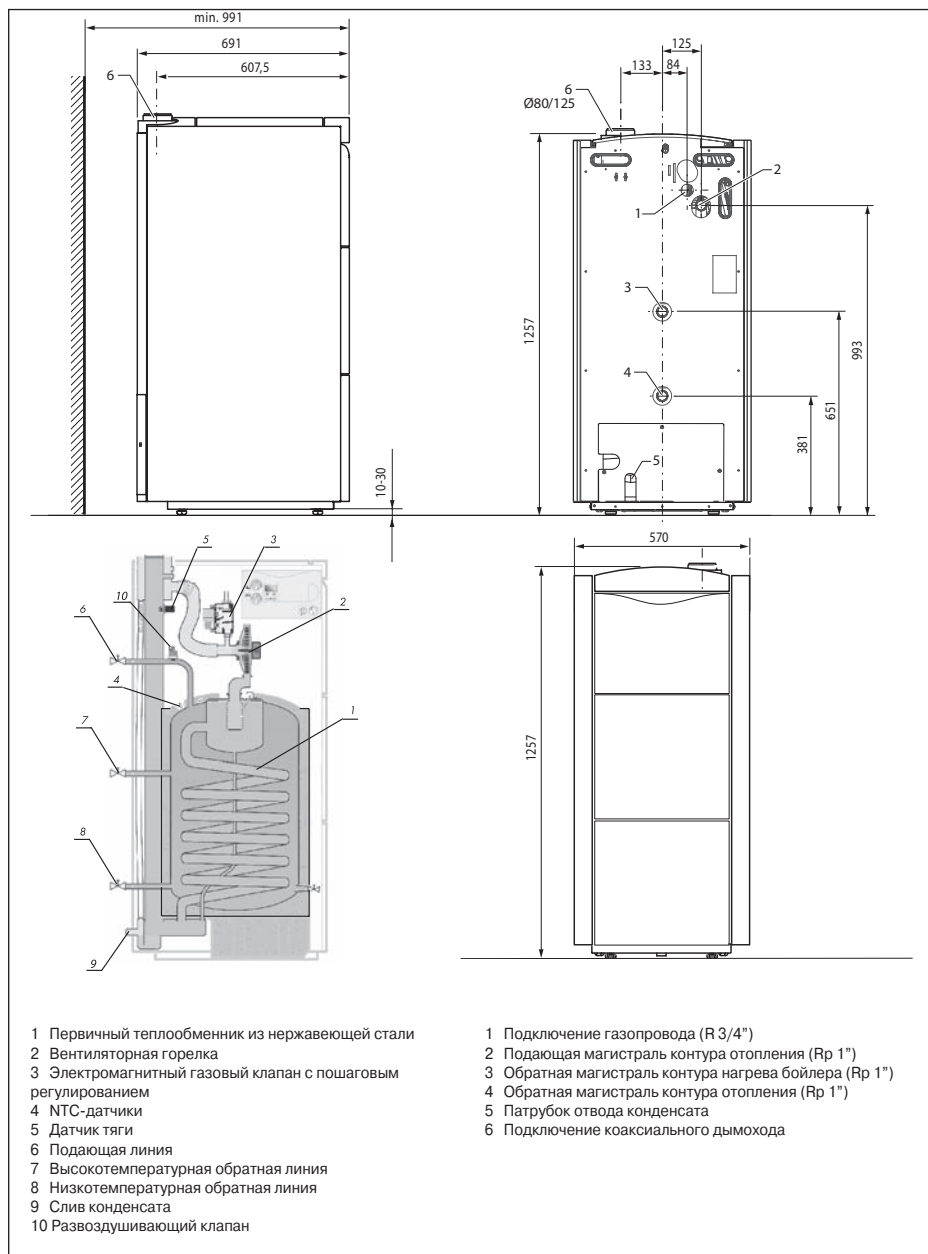 min. 991
691
607,5
6
10-30
125
133
84
6
Ø80/125
2
1
3
4
5
1257
993
651
381
5
3
10
2
6
4
1
7
8
9
570
1257
1 Первичный теплообменник из нержавеющей стали
2 Вентиляторная горелка
3 Электромагнитный газовый клапан с пошаговым
регулированием
4 NTC-датчики
5 Датчик тяги
6 Подающая линия
7 Высокотемпературная обратная линия
8 Низкотемпературная обратная линия
9 Слив конденсата
10 Развоздушивающий клапан
1 Подключение газопровода (R 3/4”)
2 Подающая магистраль контура отопления (Rp 1”)
3 Обратная магистраль контура нагрева бойлера (Rp 1”)
4 Обратная магистраль контура отопления (Rp 1”)
5 Патрубок отвода конденсата
6 Подключение коаксиального дымохода